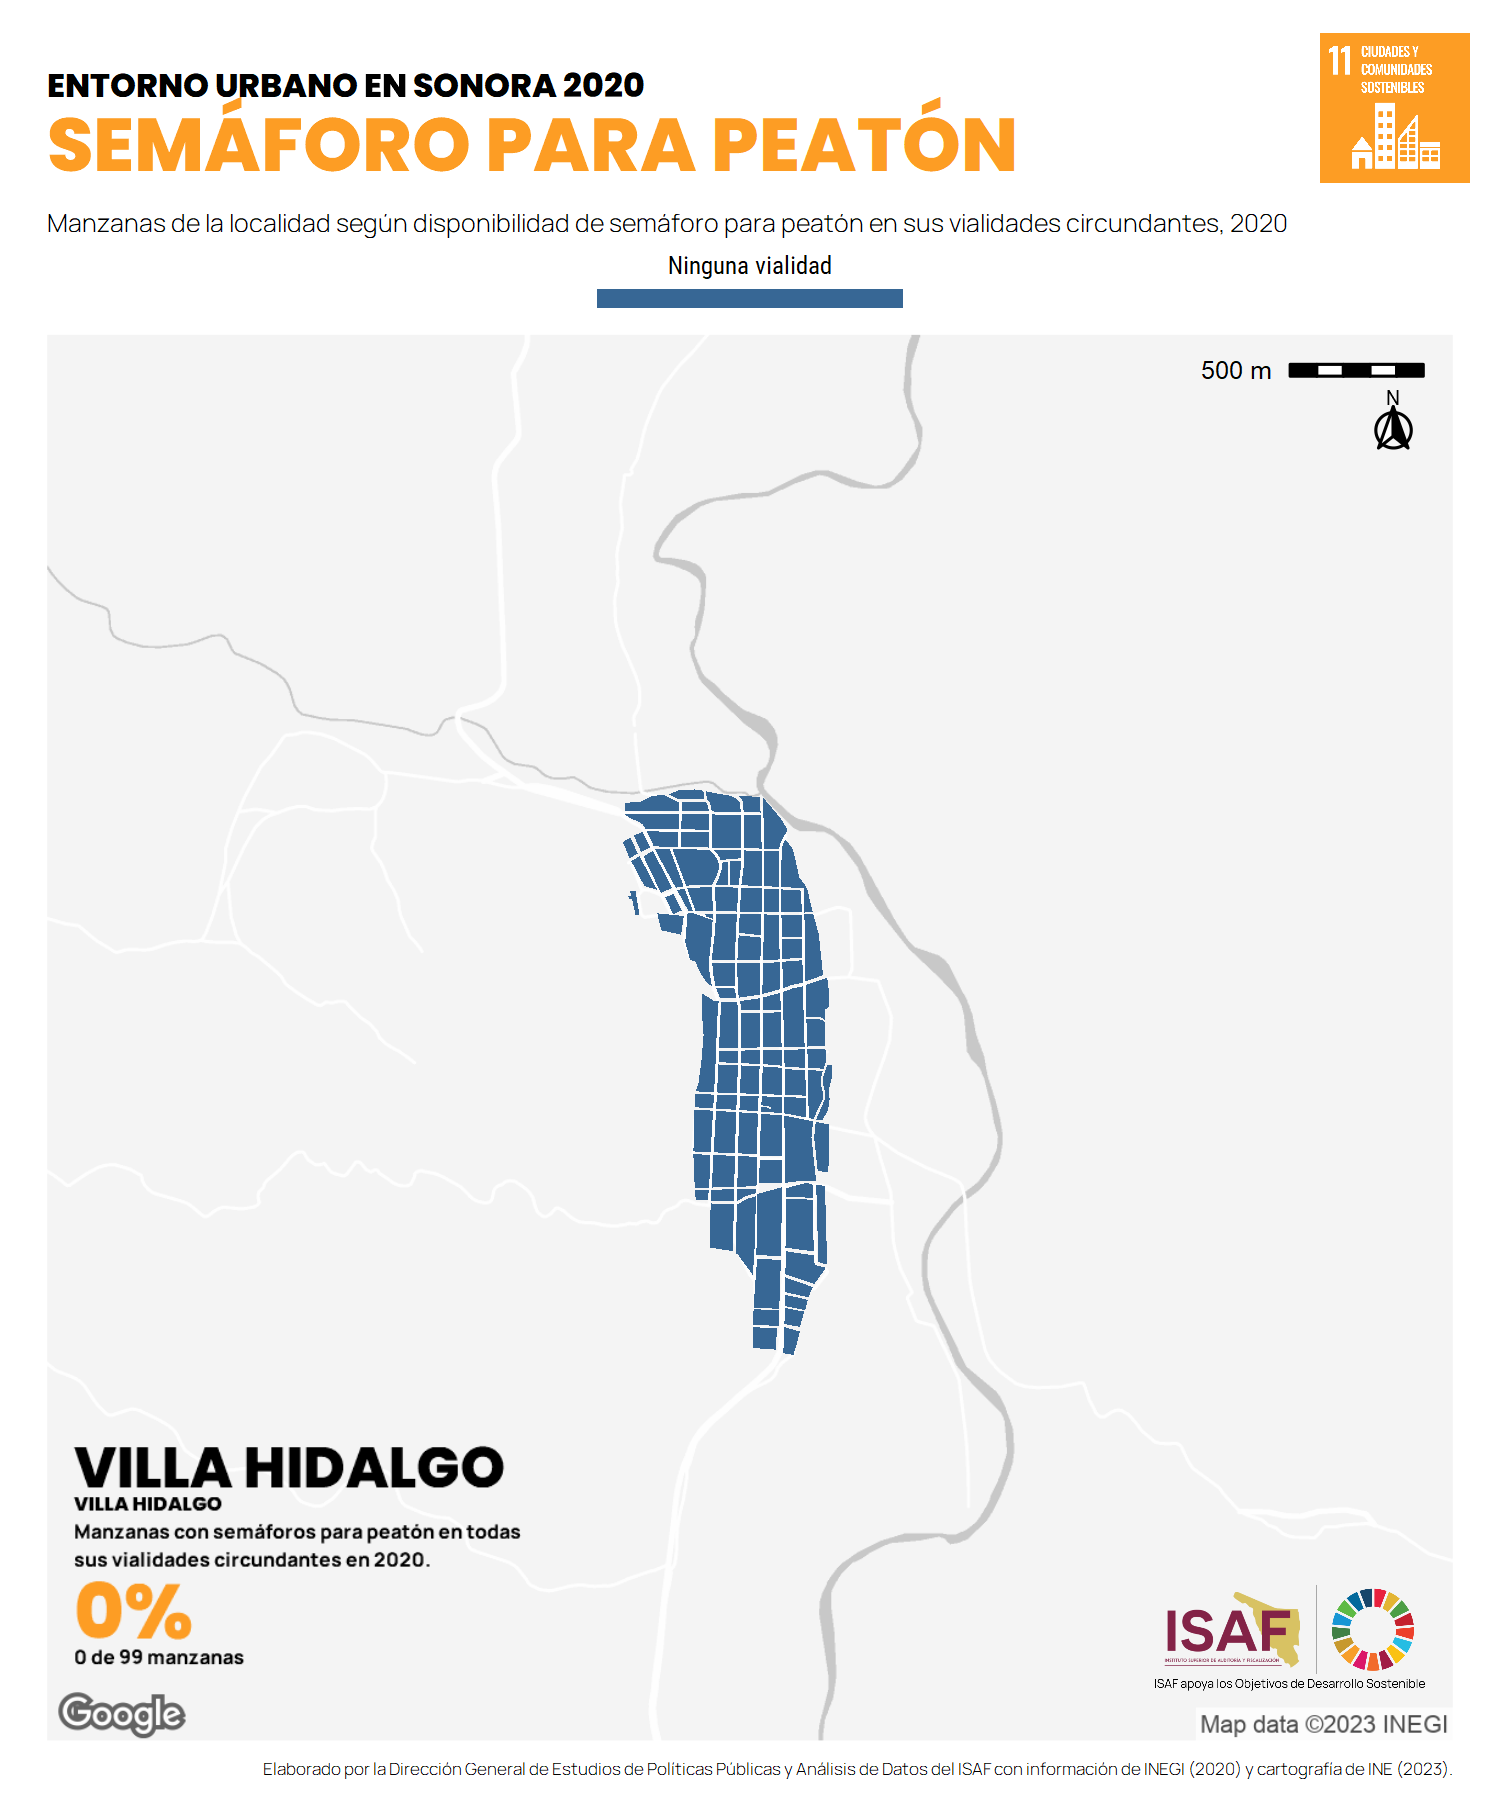 ENTORNO URBANO EN SONORA 2020
SEMÁFORO PARA PEATÓN
11 CIUDADES Y
COMUNIDADES
SOSTENIBLES
Manzanas de la localidad según disponibilidad de semáforo para peatón en sus vialidades circundantes, 2020
Ninguna vialidad
500 m
N
VILLA HIDALGO
VILLA HIDALGO
Manzanas con semáforos para peatón en todas
sus vialidades circundantes en 2020.
0%
0 de 99 manzanas
Google
ISAF
INSTITUTO SUPERIOR DE AUDITORÍA Y FISCALIZACIÓN
ISAF apoya los Objetivos de Desarrollo Sostenible
Map data ©2023 INEGI
Elaborado por la Dirección General de Estudios de Políticas Públicas y Análisis de Datos del ISAF con información de INEGI (2020) y cartografía de INE (2023).